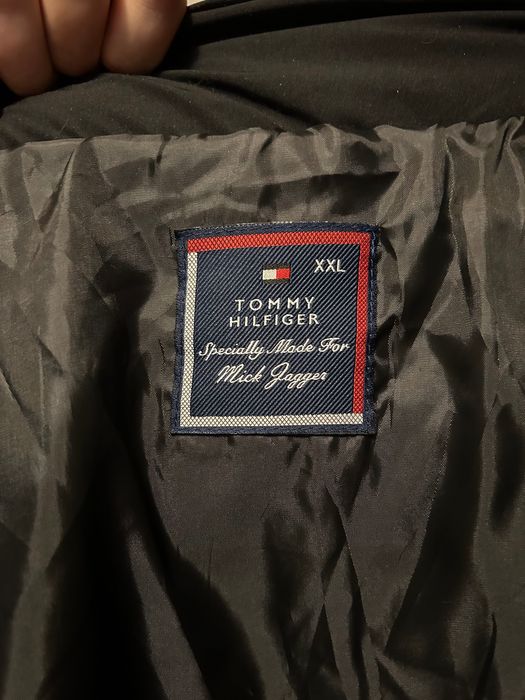 XXL
TOMMY
HILFIGER
Specially Made For
Mick Jagger